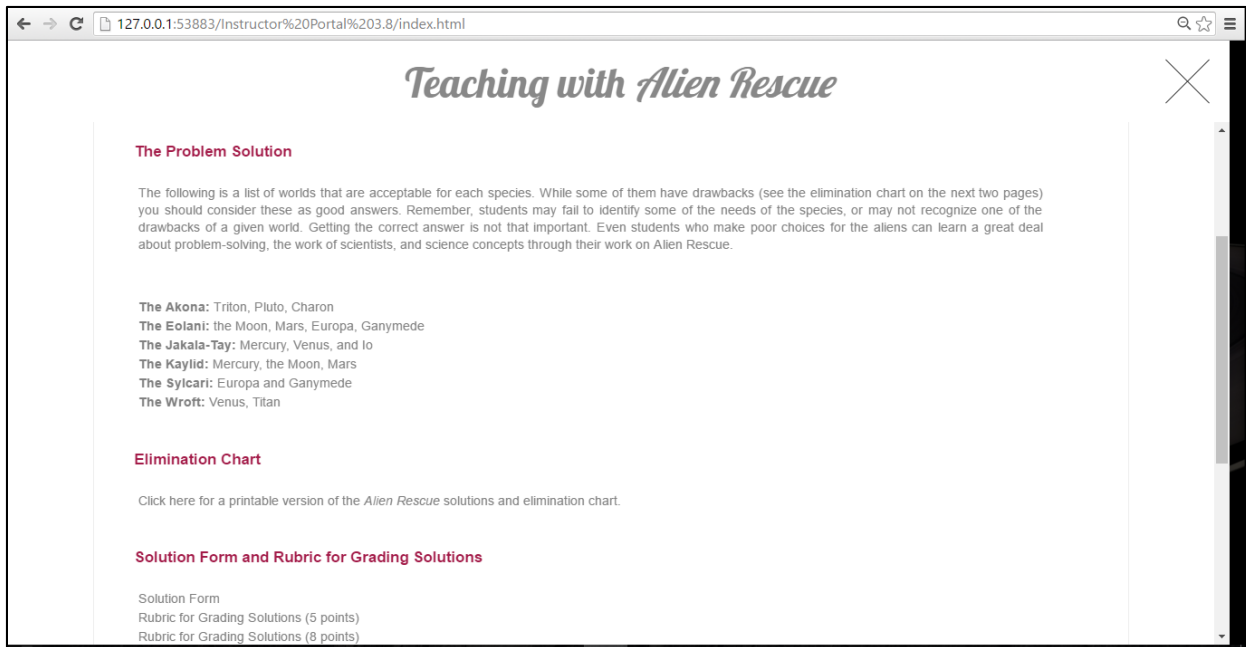 127.0.0.1:53883/Instructor%20Portal%203.8/index.html
Teaching with Alien Rescue
The Problem Solution
The following is a list of worlds that are acceptable for each species. While some of them have drawbacks (see the elimination chart on the next two pages)
you should consider these as good answers. Remember, students may fail to identify some of the needs of the species, or may not recognize one of the
drawbacks of a given world. Getting the correct answer is not that important. Even students who make poor choices for the aliens can learn a great deal
about problem-solving, the work of scientists, and science concepts through their work on Alien Rescue.
The Akona: Triton, Pluto, Charon
The Eolani: the Moon, Mars, Europa, Ganymede
The Jakala-Tay: Mercury, Venus, and Io
The Kaylid: Mercury, the Moon, Mars
The Sylcari: Europa and Ganymede
The Wroft: Venus, Titan
Elimination Chart
Click here for a printable version of the Alien Rescue solutions and elimination chart.
Solution Form and Rubric for Grading Solutions
Solution Form
Rubric for Grading Solutions (5 points)
Rubric for Grading Solutions (8 points)